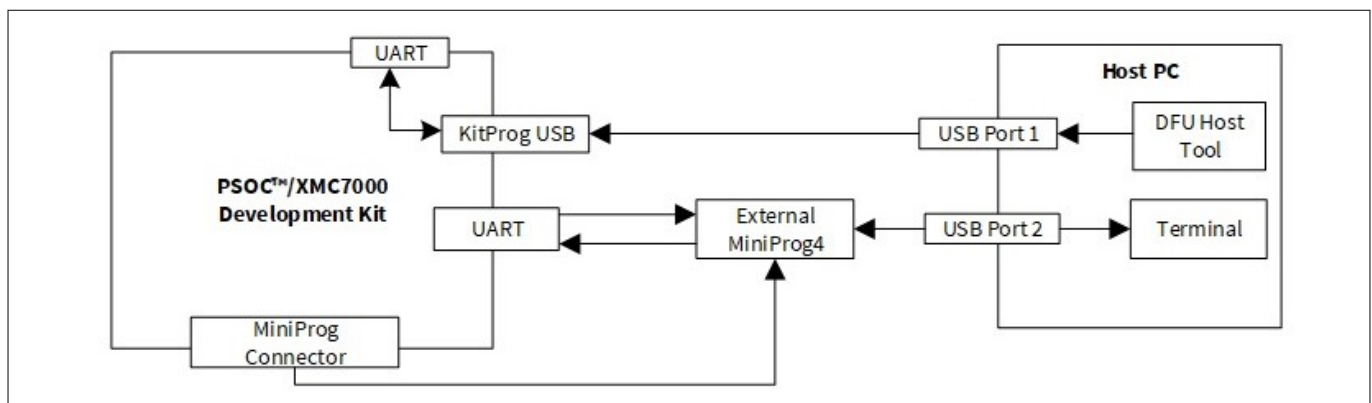 UART
KitProg USB
PSOC™/XMC7000
Development Kit
UART
MiniProg
Connector
External
MiniProg4
Host PC
USB Port 1
DFU Host
Tool
USB Port 2
Terminal